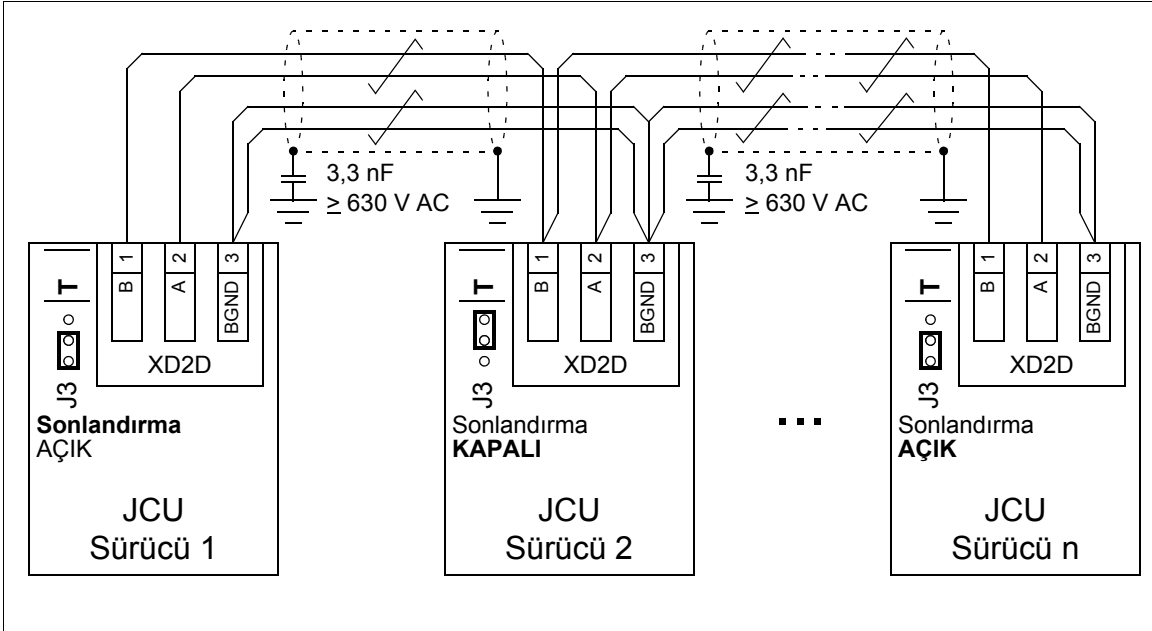 3,3 nF
≥ 630 V AC
3,3 nF
≥ 630 V AC
1 2 3
B A BGND
T
XD2D
J3
Sonlandırma
AÇIK
JCU
Sürücü 1
1 2 3
B A BGND
T
XD2D
J3
Sonlandırma
KAPALI
JCU
Sürücü 2
...
1 2 3
B A BGND
T
XD2D
J3
Sonlandırma
AÇIK
JCU
Sürücü n